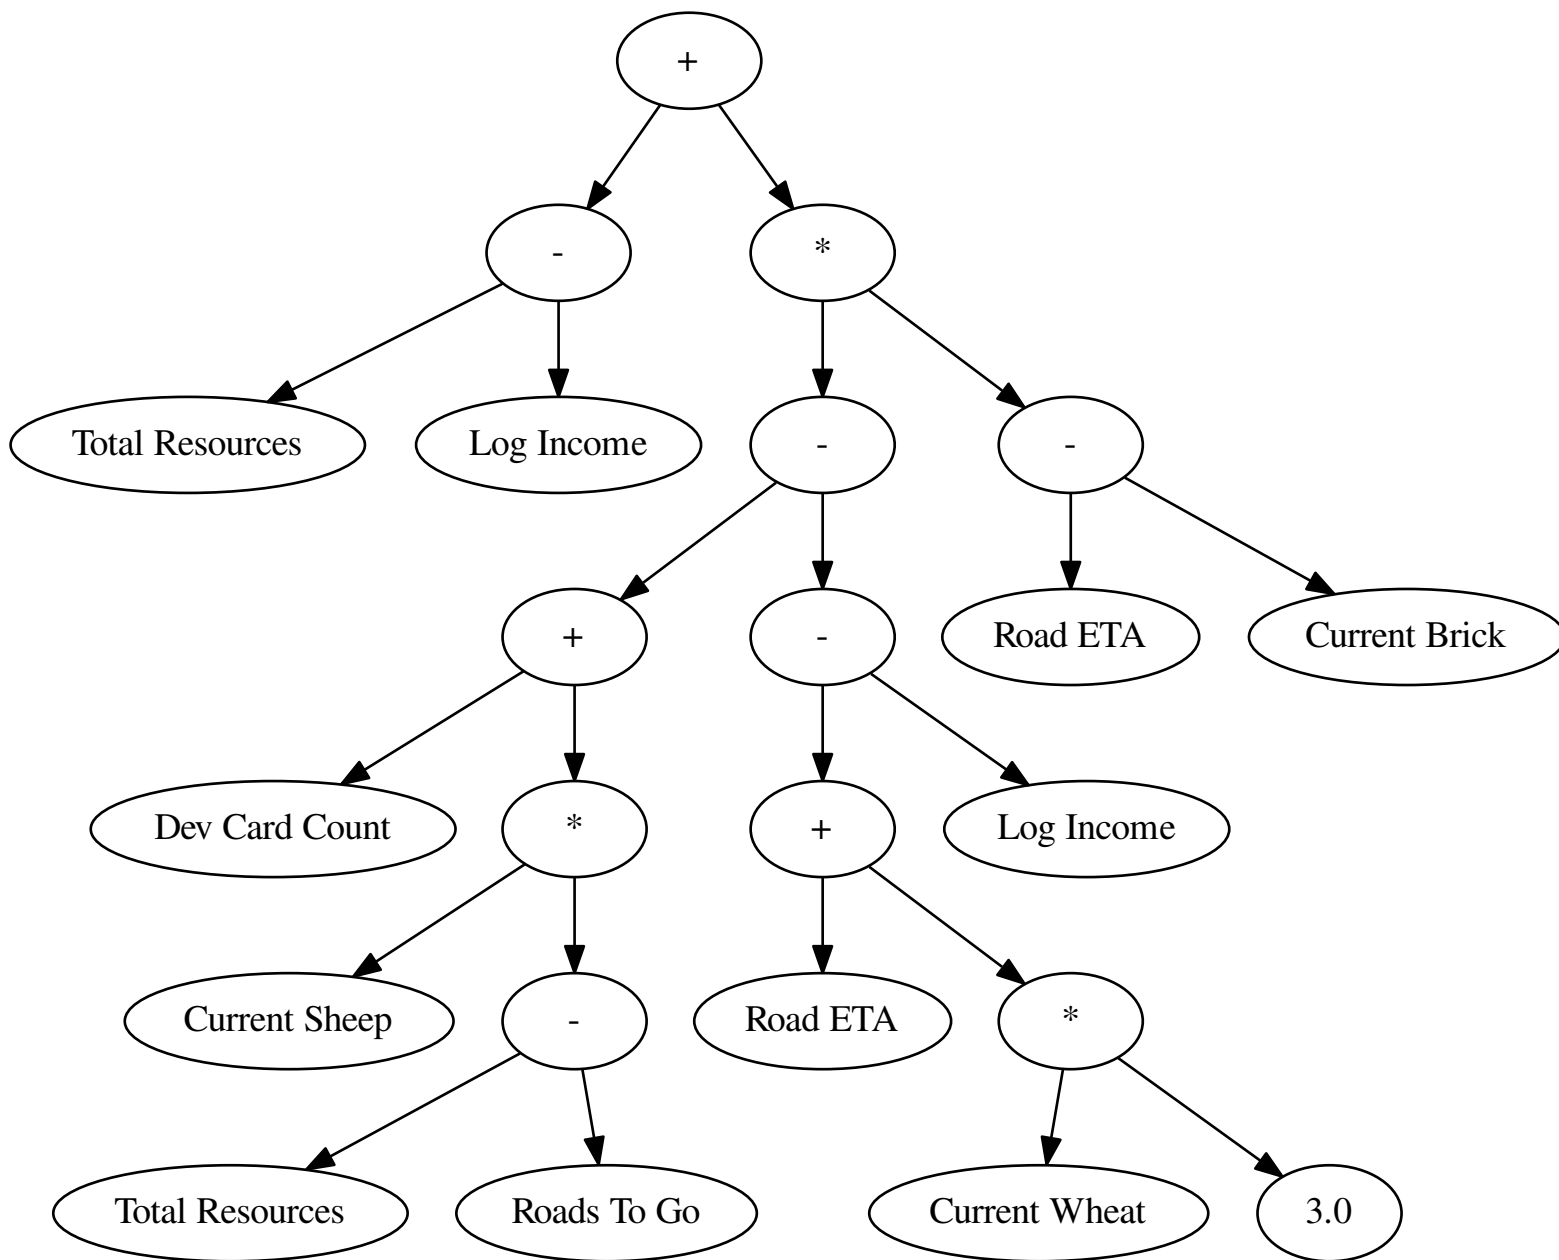 +
-
*
Total Resources
Log Income
-
-
+
-
Road ETA
Current Brick
Dev Card Count
*
+
Log Income
Current Sheep
-
Road ETA
*
Total Resources
Roads To Go
Current Wheat
3.0